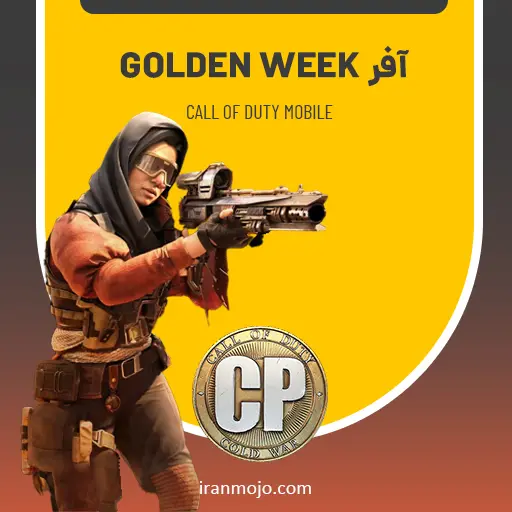 آفر GOLDEN WEEK
CALL OF DUTY MOBILE
CALL OF DUTY
CP
COLD WAR
iranmojo.com